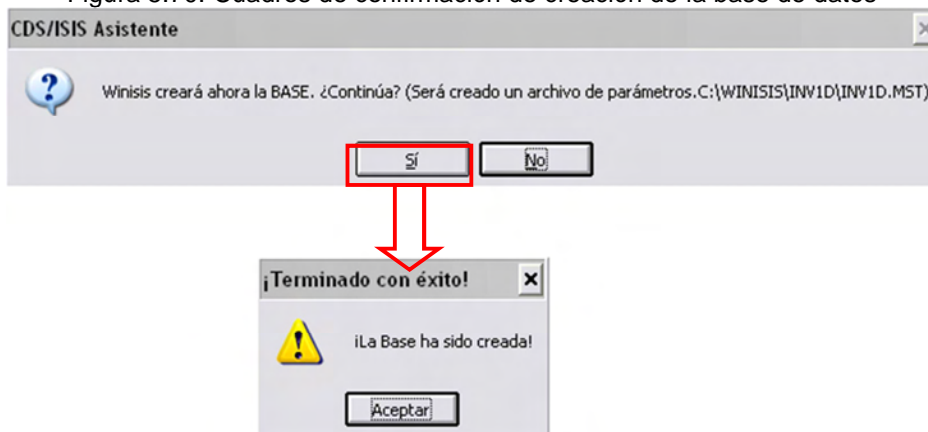 CDS/ISIS Asistente
Winisis creará ahora la BASE. ¿Continúa? (Será creado un archivo de parámetros.C:\WINISIS\INV1D\INV1D.MST)
Sí
No
¡Terminado con éxito!
¡La Base ha sido creada!
Aceptar